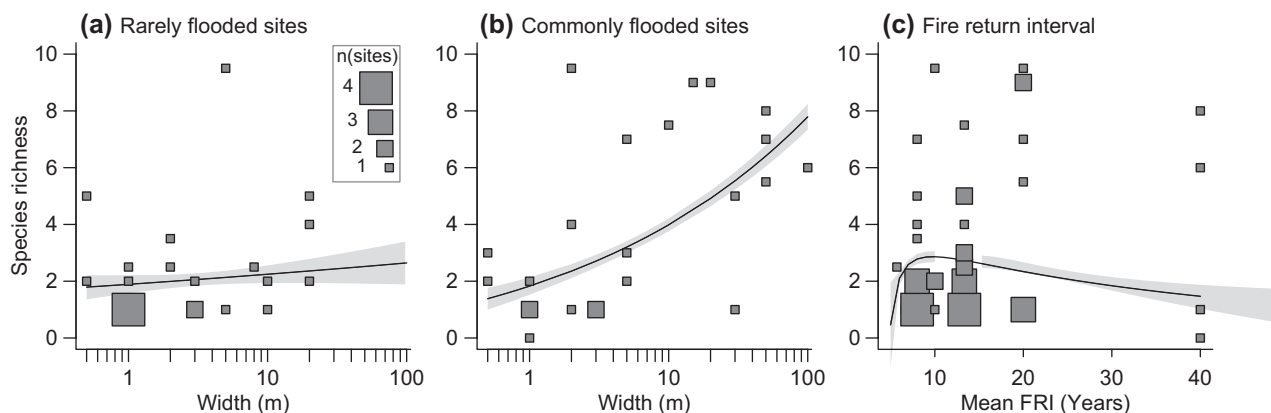 (a) Rarely flooded sites
(b) Commonly flooded sites
(c) Fire return interval
Species richness
10
8
6
4
2
0
n(sites)
4
3
2
1
1 10 100
Width (m)
10
8
6
4
2
0
1 10 100
Width (m)
10
8
6
4
2
0
10 20 30 40
Mean FRI (Years)